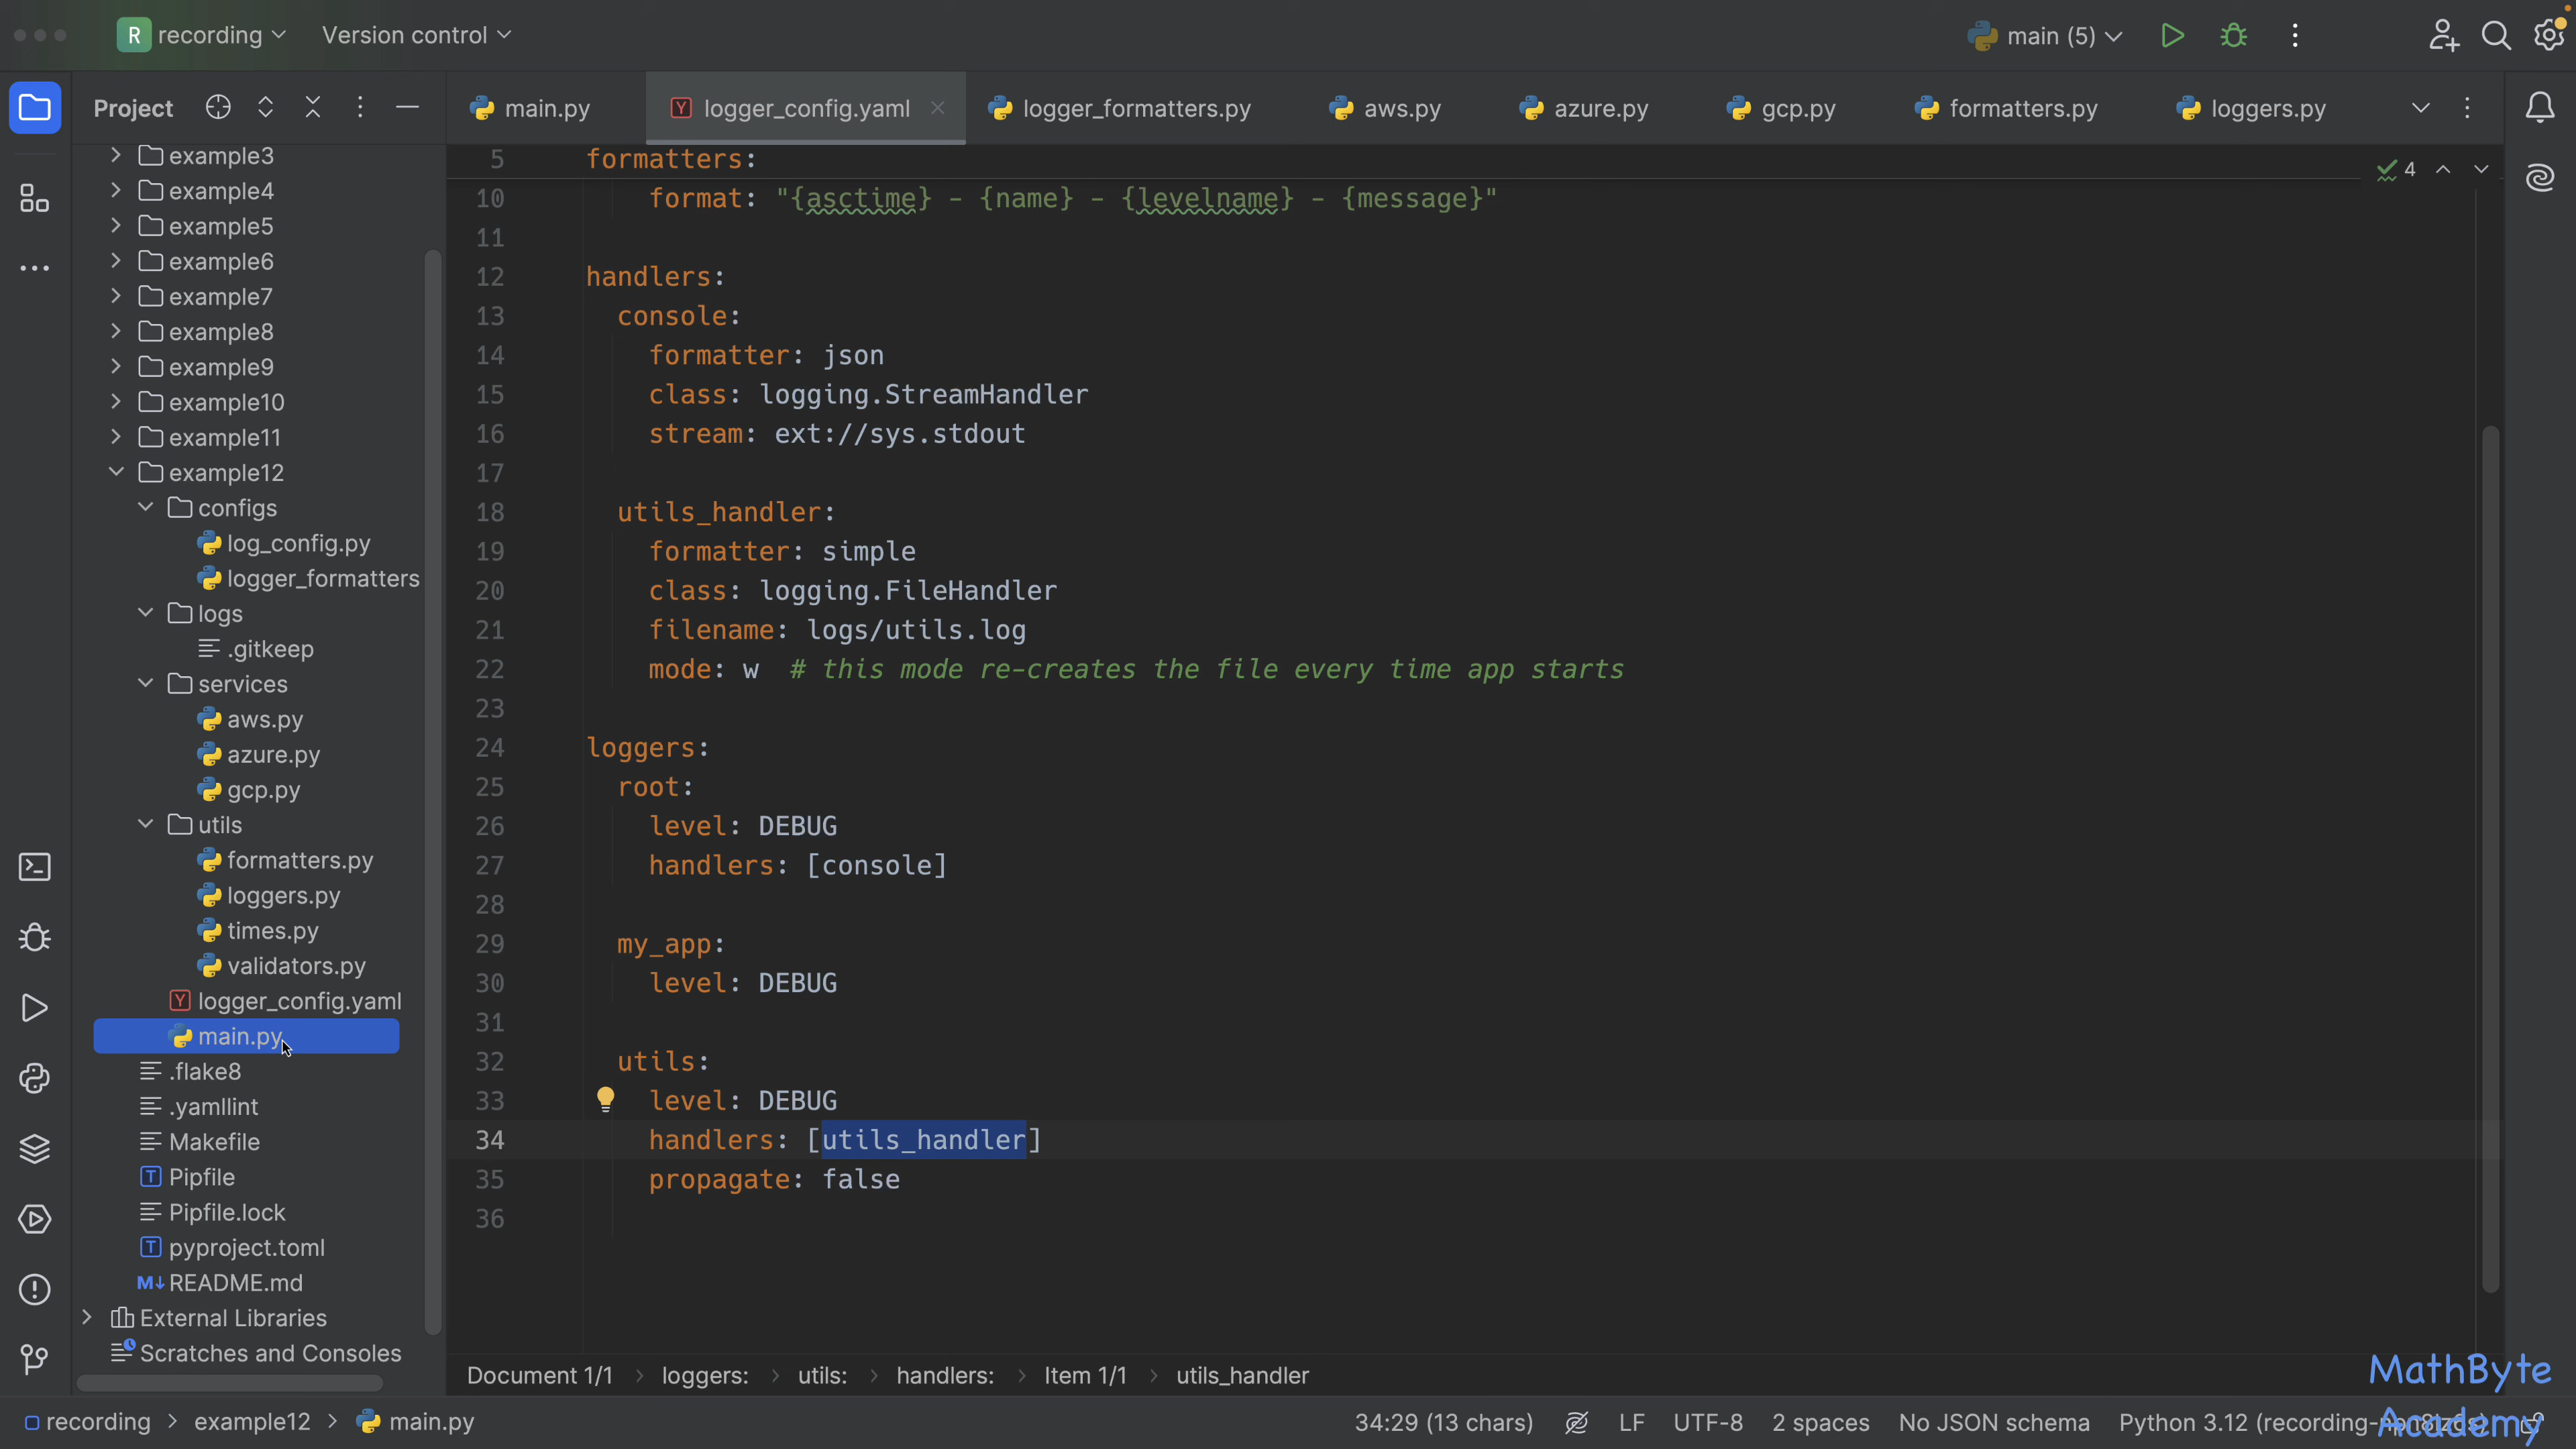 R recording
Version control
main (5)
Project
main.py
logger_config.yaml
logger_formatters.py
aws.py
azure.py
gcp.py
formatters.py
loggers.py
example3
example4
example5
example6
example7
example8
example9
example10
example11
example12
configs
log_config.py
logger_formatters
logs
.gitkeep
services
aws.py
azure.py
gcp.py
utils
formatters.py
loggers.py
times.py
validators.py
Y logger_config.yaml
main.py
.flake8
.yamllint
Makefile
T Pipfile
Pipfile.lock
T pyproject.toml
M↓ README.md
External Libraries
Scratches and Consoles
4
5 formatters:
10 format: "{asctime} - {name} - {levelname} - {message}"
11
12 handlers:
13 console:
14 formatter: json
15 class: logging.StreamHandler
16 stream: ext://sys.stdout
17
18 utils_handler:
19 formatter: simple
20 class: logging.FileHandler
21 filename: logs/utils.log
22 mode: w # this mode re-creates the file every time app starts
23
24 loggers:
25 root:
26 level: DEBUG
27 handlers: [console]
28
29 my_app:
30 level: DEBUG
31
32 utils:
33 level: DEBUG
34 handlers: [utils_handler]
35 propagate: false
36
Document 1/1 > loggers: > utils: > handlers: > Item 1/1 > utils_handler
recording > example12 > main.py
34:29 (13 chars)
LF
UTF-8
2 spaces
No JSON schema
Python 3.12
MathByte
Academy